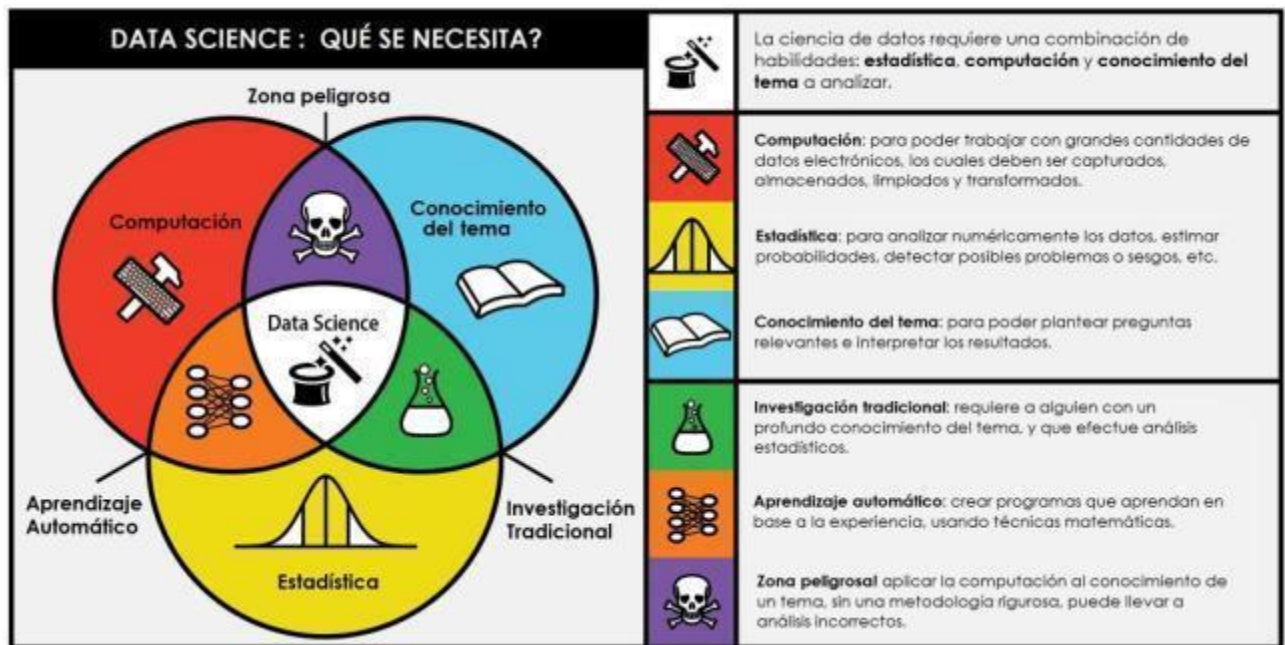 DATA SCIENCE : QUÉ SE NECESITA?
Zona peligrosa
Computación
Conocimiento
del tema
Data Science
Aprendizaje
Automático
Investigación
Tradicional
Estadística
La ciencia de datos requiere una combinación de
habilidades: estadística, computación y conocimiento del
tema a analizar.
Computación: para poder trabajar con grandes cantidades de
datos electrónicos, los cuales deben ser capturados,
almacenados, limpiados y transformados.
Estadística: para analizar numéricamente los datos, estimar
probabilidades, detectar posibles problemas o sesgos, etc.
Conocimiento del tema: para poder plantear preguntas
relevantes e interpretar los resultados.
Investigación tradicional: requiere a alguien con un
profundo conocimiento del tema, y que efectue análisis
estadísticos.
Aprendizaje automático: crear programas que aprendan en
base a la experiencia, usando técnicas matemáticas.
Zona peligrosa! aplicar la computación al conocimiento de
un tema, sin una metodología rigurosa, puede llevar a
análisis incorrectos.